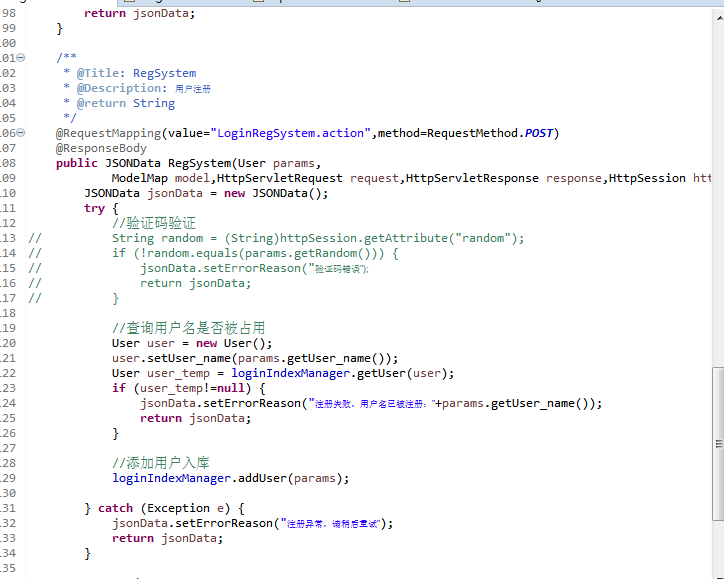 98 return jsonData;
99 }
00
01 /**
02 * @Title: RegSystem
03 * @Description: 用户注册
04 * @return String
05 */
06 @RequestMapping(value="LoginRegSystem.action",method=RequestMethod.POST)
07 @ResponseBody
08 public JSONData RegSystem(User params,
09 ModelMap model,HttpServletRequest request,HttpServletResponse response,HttpSession htt
10 JSONData jsonData = new JSONData();
11 try {
12 //验证码验证
13 // String random = (String)httpSession.getAttribute("random");
14 // if (!random.equals(params.getRandom())) {
15 // jsonData.setErrorReason("验证码错误");
16 // return jsonData;
17 // }
18
19 //查询用户名是否被占用
20 User user = new User();
21 user.setUser_name(params.getUser_name());
22 User user_temp = loginIndexManager.getUser(user);
23 if (user_temp!=null) {
24 jsonData.setErrorReason("注册失败，用户名已被注册："+params.getUser_name());
25 return jsonData;
26 }
27
28 //添加用户入库
29 loginIndexManager.addUser(params);
30
31 } catch (Exception e) {
32 jsonData.setErrorReason("注册异常，请稍后重试");
33 return jsonData;
34 }
35